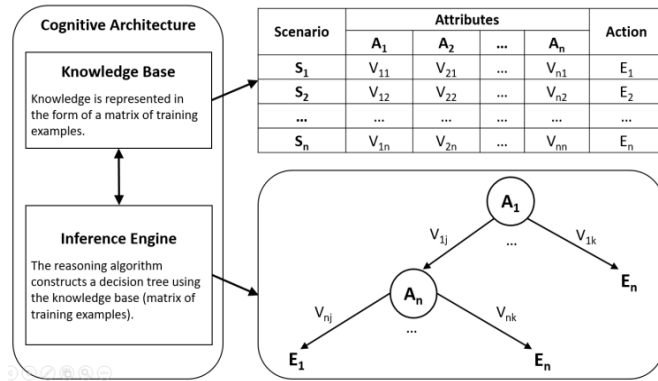 Cognitive Architecture
Knowledge Base
Knowledge is represented in
the form of a matrix of training
examples.
Inference Engine
The reasoning algorithm
constructs a decision tree using
the knowledge base (matrix of
training examples).
Scenario Attributes Action
A1 A2 ... An
S1 V11 V21 ... Vn1 E1
S2 V12 V22 ... Vn2 E2
... ... ... ... ... ...
Sn V1n V2n ... Vnn En
A1
V1j ... V1k
An En
Vnj ... Vnk
E1 En